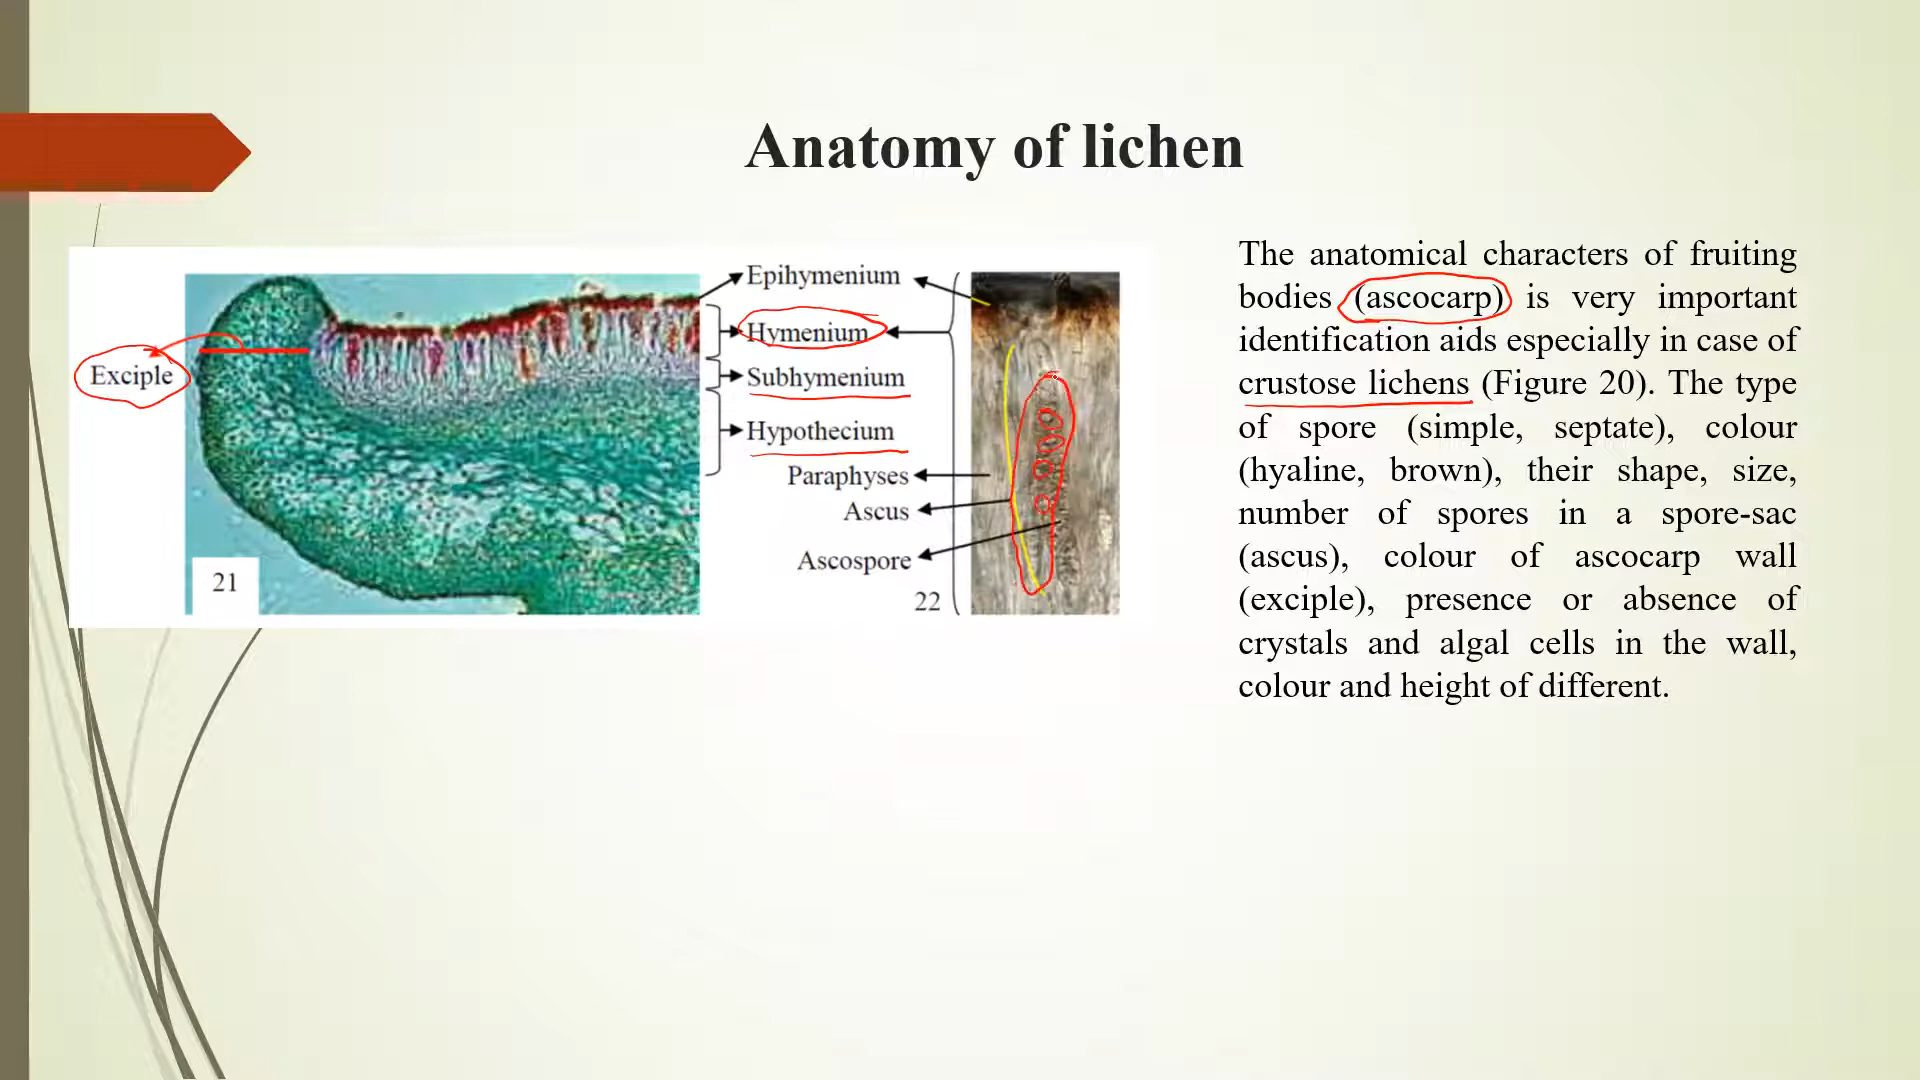 Anatomy of lichen
Epihymenium
Hymenium
Exciple
Subhymenium
Hypothecium
Paraphyses
Ascus
Ascospore
21
22
The anatomical characters of fruiting
bodies (ascocarp) is very important
identification aids especially in case of
crustose lichens (Figure 20). The type
of spore (simple, septate), colour
(hyaline, brown), their shape, size,
number of spores in a spore-sac
(ascus), colour of ascocarp wall
(exciple), presence or absence of
crystals and algal cells in the wall,
colour and height of different.